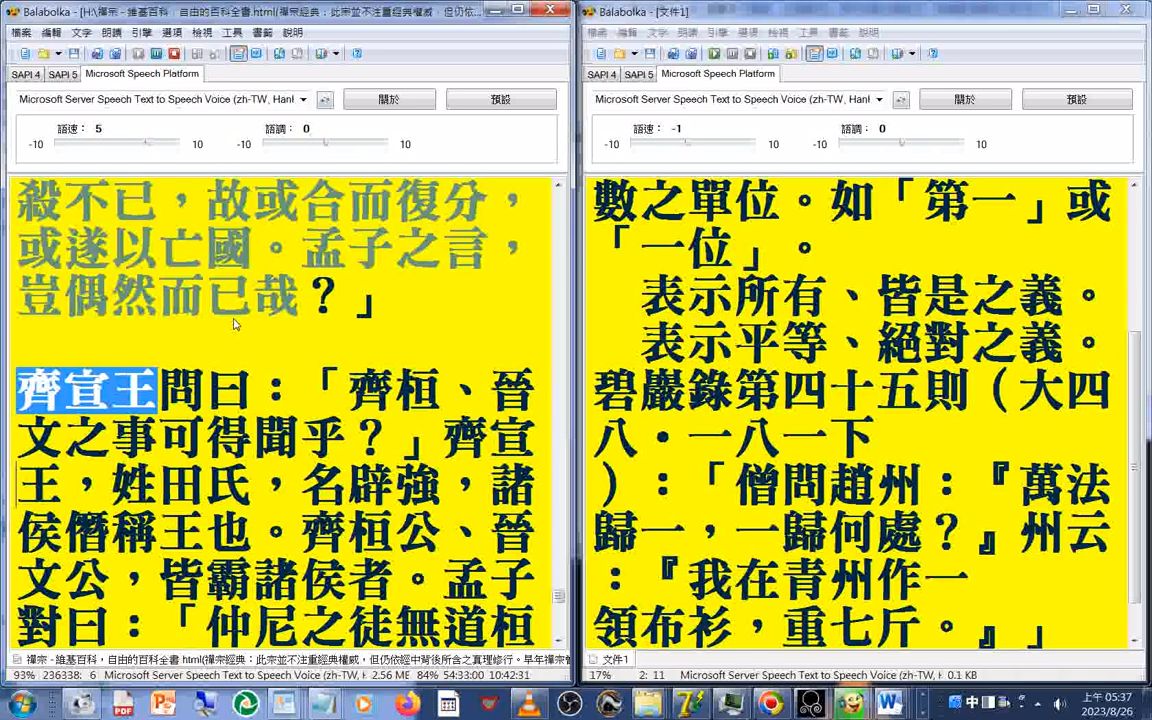 Balabolka - [H:\禪宗 - 維基百科，自由的百科全書.html(禪宗經典：此宗並不注重經典權威，但仍依...
檔案 編輯 文字 朗讀 引擎 選項 檢視 工具 書籤 說明
SAPI 4 SAPI 5 Microsoft Speech Platform
Microsoft Server Speech Text to Speech Voice (zh-TW, Hanl
關於 預設
語速： 5 語調： 0
-10 10 -10 10
殺不已，故或合而復分，
或遂以亡國。孟子之言，
豈偶然而已哉？」
齊宣王問曰：「齊桓、晉
文之事可得聞乎？」齊宣
王，姓田氏，名辟強，諸
侯僭稱王也。齊桓公、晉
文公，皆霸諸侯者。孟子
對曰：「仲尼之徒無道桓
禪宗 - 維基百科，自由的百科全書 html(禪宗經典：此宗並不注重經典權威，但仍依經中背後所含之真理修行。早年禪宗
93% 236338: 6 Microsoft Server Speech Text to Speech Voice (zh-TW, H 2.56 ME 84% 54:33:00 10:42:31
Balabolka - [文件1]
檔案 編輯 文字 朗讀 引擎 選項 檢視 工具 書籤 說明
SAPI 4 SAPI 5 Microsoft Speech Platform
Microsoft Server Speech Text to Speech Voice (zh-TW, Hanl
關於 預設
語速： -1 語調： 0
-10 10 -10 10
數之單位。如「第一」或
「一位」。
表示所有、皆是之義。
表示平等、絕對之義。
碧巖錄第四十五則（大四
八・一八一下
）：「僧問趙州：『萬法
歸一，一歸何處？』州云
：『我在青州作一
領布衫，重七斤。』」
文件1
17% 2: 11 Microsoft Server Speech Text to Speech Voice (zh-TW, H 0.1 KB
PDF
中
上午 05:37
2023/8/26